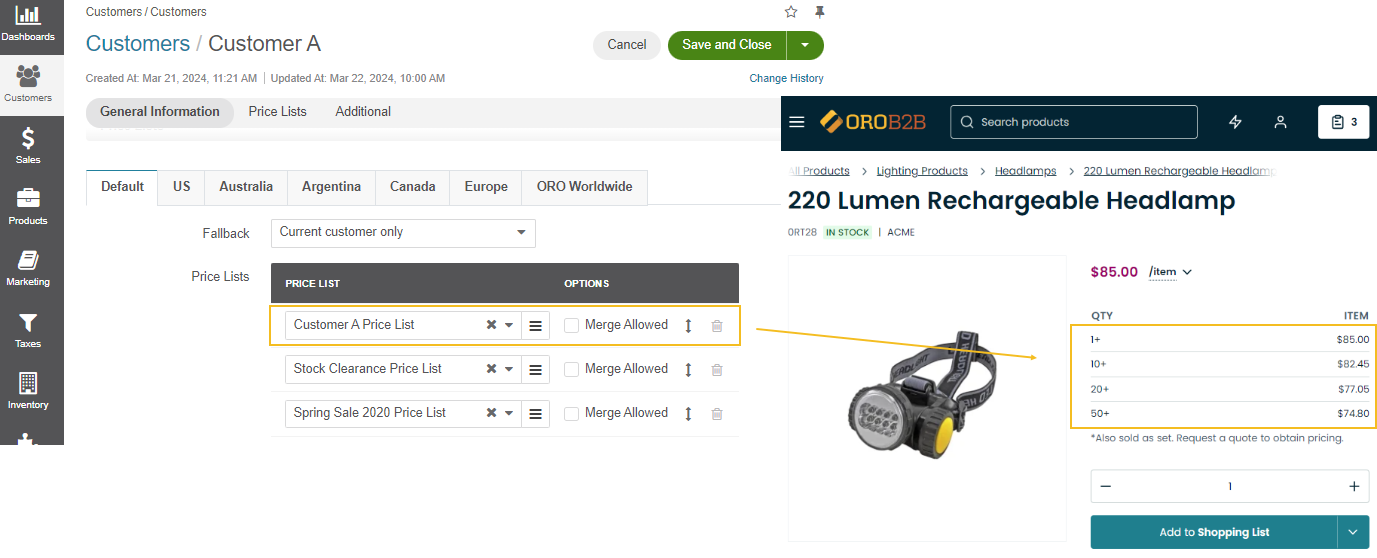 Dashboards
Customers
Sales
Products
Marketing
Taxes
Inventory
Customers / Customers
Customers / Customer A
Cancel
Save and Close
Created At: Mar 21, 2024, 11:21 AM | Updated At: Mar 22, 2024, 10:00 AM
Change History
General Information
Price Lists
Additional
Default
US
Australia
Argentina
Canada
Europe
ORO Worldwide
Fallback
Current customer only
Price Lists
PRICE LIST
OPTIONS
Customer A Price List
Merge Allowed
Stock Clearance Price List
Merge Allowed
Spring Sale 2020 Price List
Merge Allowed
OROB2B
Search products
3
All Products > Lighting Products > Headlamps > 220 Lumen Rechargeable Headlamp
220 Lumen Rechargeable Headlamp
0RT28 IN STOCK | ACME
$85.00 /item
QTY ITEM
1+ $85.00
10+ $82.45
20+ $77.05
50+ $74.80
*Also sold as set. Request a quote to obtain pricing.
1
Add to Shopping List